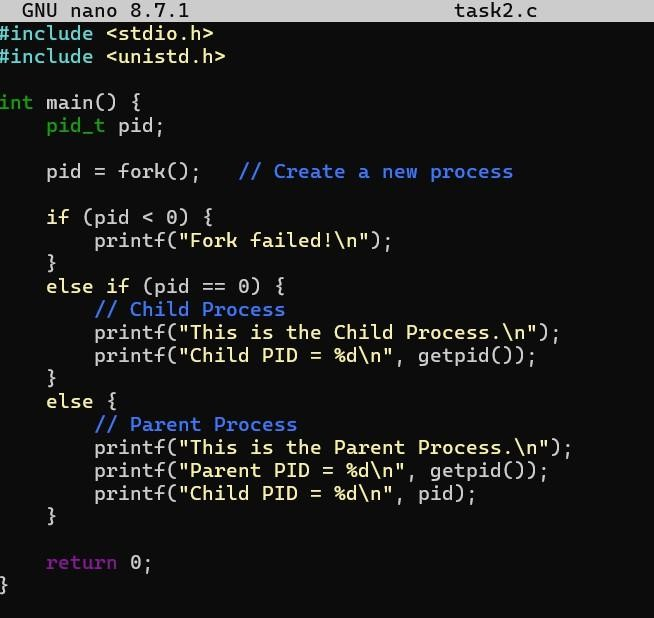 GNU nano 8.7.1 task2.c
#include <stdio.h>
#include <unistd.h>
int main() {
    pid_t pid;
    pid = fork();   // Create a new process
    if (pid < 0) {
        printf("Fork failed!\n");
    }
    else if (pid == 0) {
        // Child Process
        printf("This is the Child Process.\n");
        printf("Child PID = %d\n", getpid());
    }
    else {
        // Parent Process
        printf("This is the Parent Process.\n");
        printf("Parent PID = %d\n", getpid());
        printf("Child PID = %d\n", pid);
    }
    return 0;
}